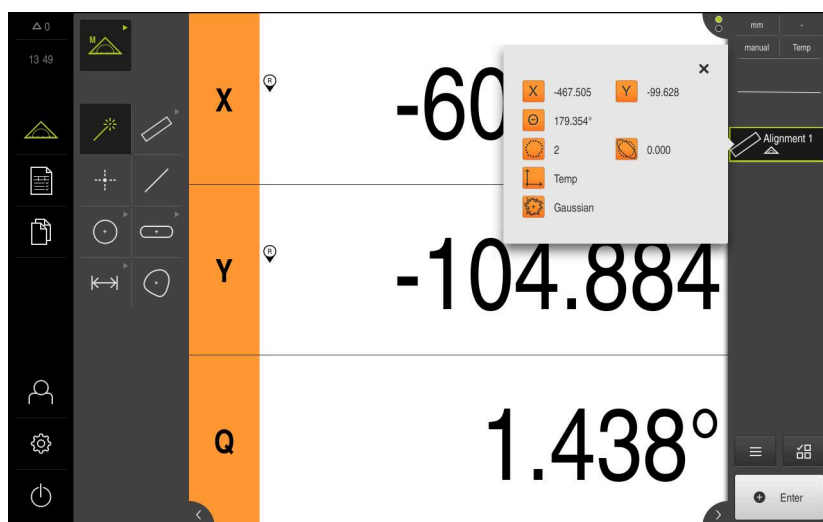 0
13 49
M
X
R
-60
Y
R
-104.884
Q
1.438°
X -467.505 Y -99.628
Θ 179.354°
2 0.000
Temp
Gaussian
mm -
manual Temp
Alignment 1
Enter